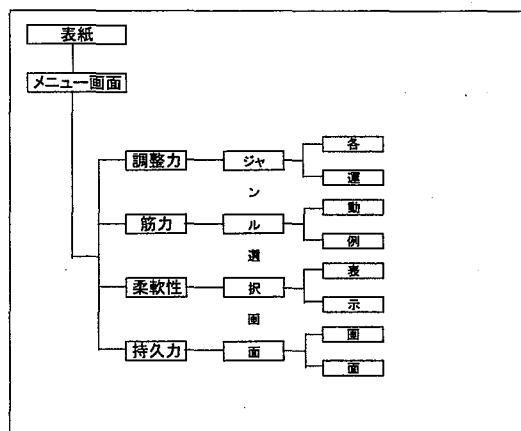 表紙
メニュー画面
調整力
筋力
柔軟性
持久力
ジャンル選択画面
各運動例表示画面